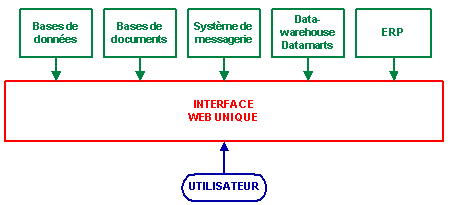 Bases de
données
Bases de
documents
Système de
messagerie
Data-
warehouse
Datamarts
ERP
INTERFACE
WEB UNIQUE
UTILISATEUR